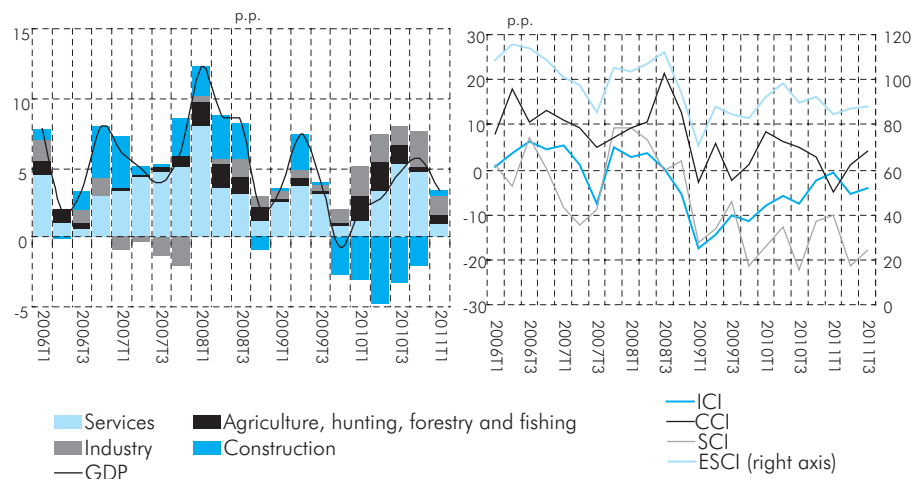 p.p.
15
10
5
0
-5
2006T1
2006T3
2007T1
2007T3
2008T1
2008T3
2009T1
2009T3
2010T1
2010T3
2011T1
Services
Agriculture, hunting, forestry and fishing
Industry
Construction
GDP
p.p.
30
20
10
0
-10
-20
-30
120
100
80
60
40
20
0
2006T1
2006T3
2007T1
2007T3
2008T1
2008T3
2009T1
2009T3
2010T1
2010T3
2011T1
2011T3
ICI
CCI
SCI
ESCI (right axis)